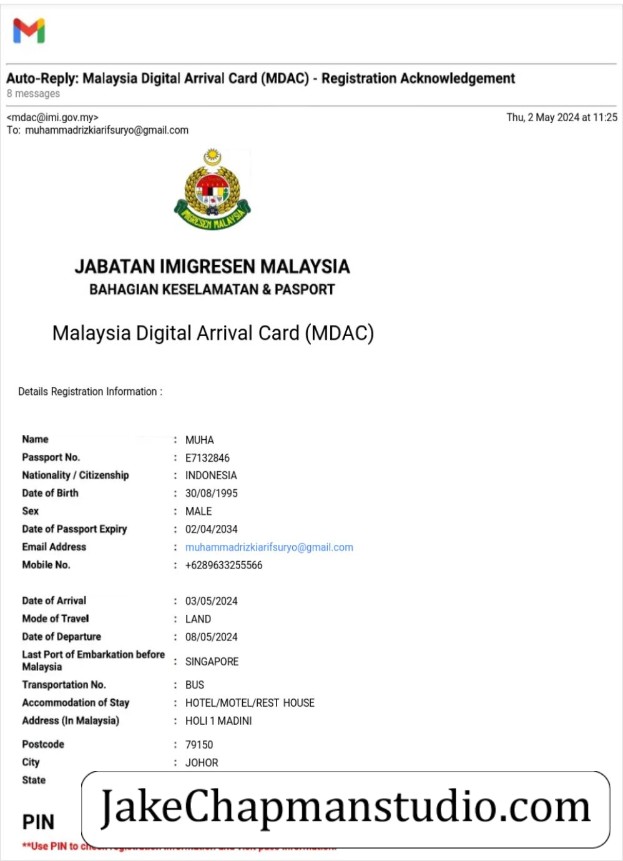 Auto-Reply: Malaysia Digital Arrival Card (MDAC) - Registration Acknowledgement
8 messages
<mdac@imi.gov.my> Thu, 2 May 2024 at 11:25
To: muhammadrizkiarifsuryo@gmail.com
IMIGRESEN MALAYSIA
JABATAN IMIGRESEN MALAYSIA
BAHAGIAN KESELAMATAN & PASPORT
Malaysia Digital Arrival Card (MDAC)
Details Registration Information :
Name : MUHA
Passport No. : E7132846
Nationality / Citizenship : INDONESIA
Date of Birth : 30/08/1995
Sex : MALE
Date of Passport Expiry : 02/04/2034
Email Address : muhammadrizkiarifsuryo@gmail.com
Mobile No. : +6289633255566
Date of Arrival : 03/05/2024
Mode of Travel : LAND
Date of Departure : 08/05/2024
Last Port of Embarkation before
Malaysia : SINGAPORE
Transportation No. : BUS
Accommodation of Stay : HOTEL/MOTEL/REST HOUSE
Address (In Malaysia) : HOLI 1 MADINI
Postcode : 79150
City : JOHOR
State
JakeChapmanstudio.com
PIN
**Use PIN to